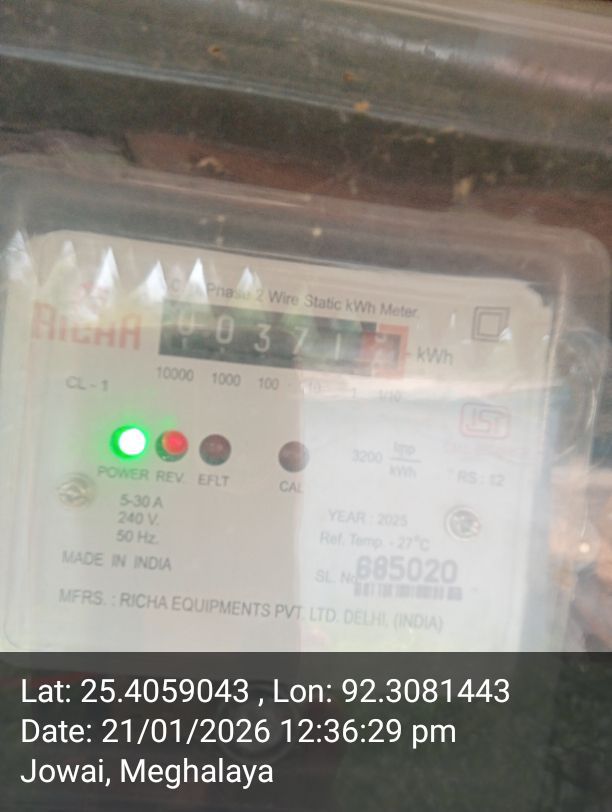 Phase 2 Wire Static kWh Meter.
RICHA
0 0 3 7 1
kWh
10000 1000 100 1 1/10
CL - 1
3200 Imp/kWh
RS : 12
POWER REV. EFLT CAL
5-30 A
240 V.
50 Hz.
YEAR : 2025
Ref. Temp. - 27°C
MADE IN INDIA
SL. No. 685020
MFRS. : RICHA EQUIPMENTS PVT. LTD. DELHI, (INDIA)
Lat: 25.4059043 , Lon: 92.3081443
Date: 21/01/2026 12:36:29 pm
Jowai, Meghalaya